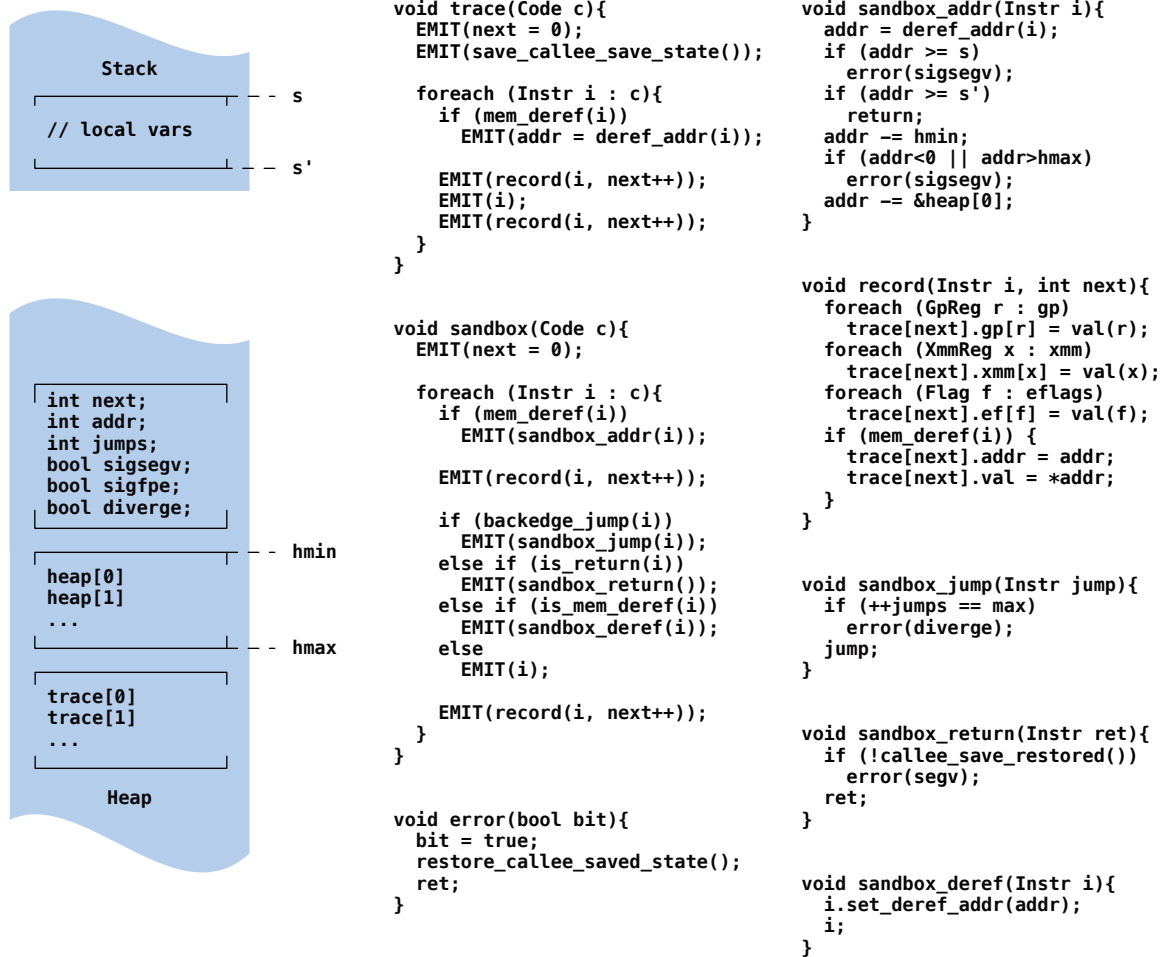 Stack
s
// local vars
s'
int next;
int addr;
int jumps;
bool sigsegv;
bool sigfpe;
bool diverge;
hmin
heap[0]
heap[1]
...
hmax
trace[0]
trace[1]
...
Heap
void trace(Code c){
EMIT(next = 0);
EMIT(save_callee_save_state());
foreach (Instr i : c){
if (mem_deref(i))
EMIT(addr = deref_addr(i));
EMIT(record(i, next++));
EMIT(i);
EMIT(record(i, next++));
}
}
void sandbox(Code c){
EMIT(next = 0);
foreach (Instr i : c){
if (mem_deref(i))
EMIT(sandbox_addr(i));
EMIT(record(i, next++));
if (backedge_jump(i))
EMIT(sandbox_jump(i));
else if (is_return(i))
EMIT(sandbox_return());
else if (is_mem_deref(i))
EMIT(sandbox_deref(i));
else
EMIT(i);
EMIT(record(i, next++));
}
}
void error(bool bit){
bit = true;
restore_callee_saved_state();
ret;
}
void sandbox_addr(Instr i){
addr = deref_addr(i);
if (addr >= s)
error(sigsegv);
if (addr >= s')
return;
addr -= hmin;
if (addr<0 || addr>hmax)
error(sigsegv);
addr -= &heap[0];
}
void record(Instr i, int next){
foreach (GpReg r : gp)
trace[next].gp[r] = val(r);
foreach (XmmReg x : xmm)
trace[next].xmm[x] = val(x);
foreach (Flag f : eflags)
trace[next].ef[f] = val(f);
if (mem_deref(i)) {
trace[next].addr = addr;
trace[next].val = *addr;
}
}
void sandbox_jump(Instr jump){
if (++jumps == max)
error(diverge);
jump;
}
void sandbox_return(Instr ret){
if (!callee_save_restored())
error(segv);
ret;
}
void sandbox_deref(Instr i){
i.set_deref_addr(addr);
i;
}